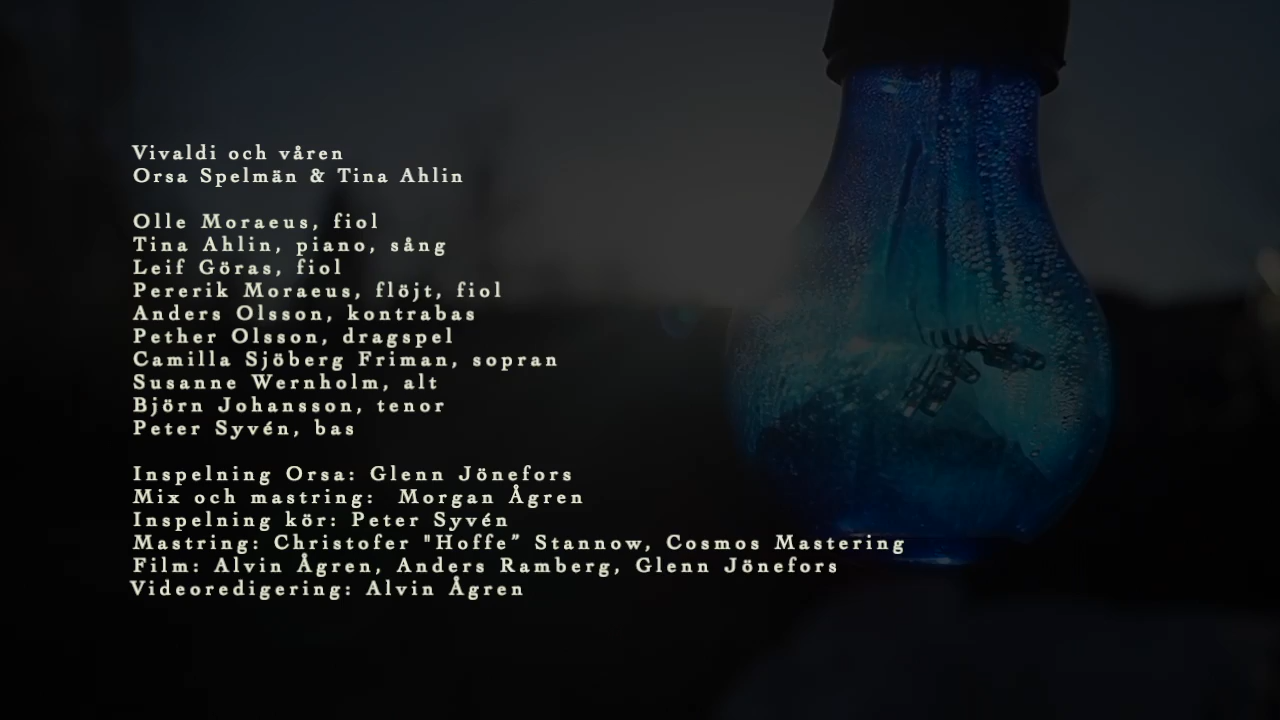 Vivaldi och våren
Orsa Spelmän & Tina Ahlin
Olle Moraeus, fiol
Tina Ahlin, piano, sång
Leif Göras, fiol
Pererik Moraeus, flöjt, fiol
Anders Olsson, kontrabas
Pether Olsson, dragspel
Camilla Sjöberg Friman, sopran
Susanne Wernholm, alt
Björn Johansson, tenor
Peter Syvén, bas
Inspelning Orsa: Glenn Jönefors
Mix och mastring:  Morgan Ågren
Inspelning kör: Peter Syvén
Mastring: Christofer "Hoffe” Stannow, Cosmos Mastering
Film: Alvin Ågren, Anders Ramberg, Glenn Jönefors
Videoredigering: Alvin Ågren